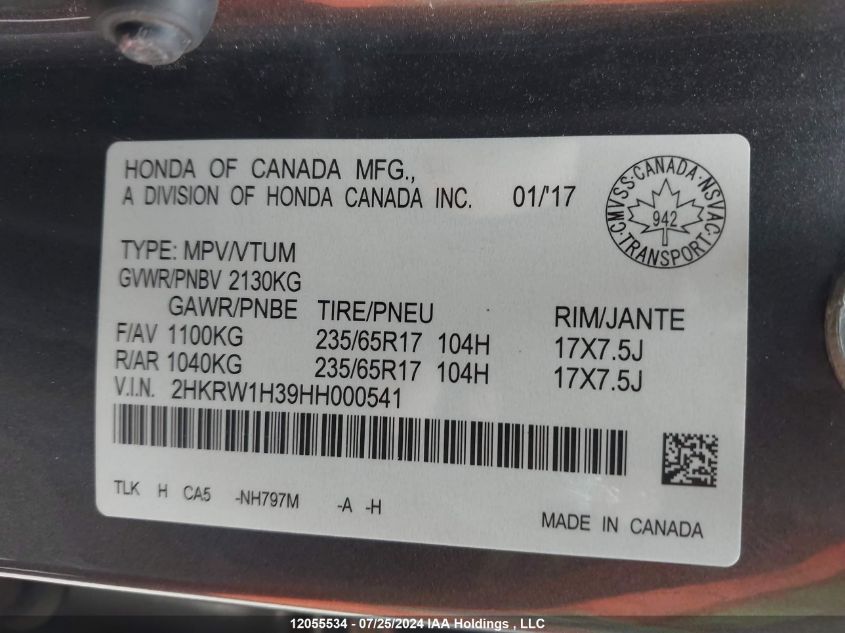 HONDA OF CANADA MFG.,
A DIVISION OF HONDA CANADA INC. 01/'17
CMVSS·CANADA·NSVAC
942
·TRANSPORT·
TYPE: MPV/VTUM
GVWR/PNBV 2130KG
GAWR/PNBE TIRE/PNEU RIM/JANTE
F/AV 1100KG 235/65R17 104H 17X7.5J
R/AR 1040KG 235/65R17 104H 17X7.5J
V.I.N. 2HKRW1H39HH000541
TLK H CA5 -NH797M -A -H
MADE IN CANADA
12055534 - 07/25/2024 IAA Holdings , LLC